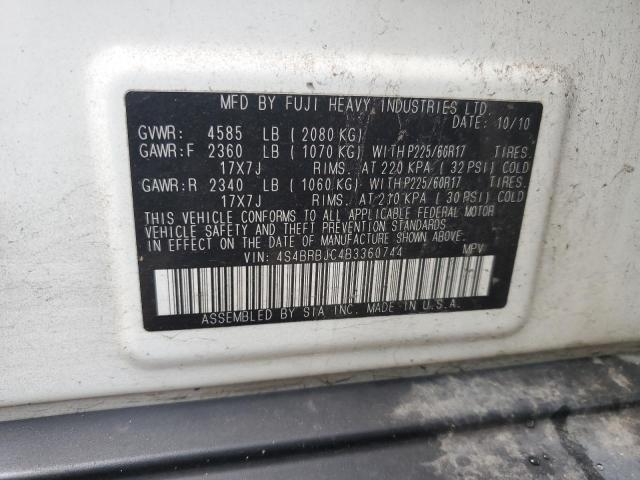 MFD BY FUJI HEAVY INDUSTRIES LTD.
DATE: 10/10
GVWR: 4585 LB ( 2080 KG)
GAWR:F 2360 LB ( 1070 KG) WITH P225/60R17 TIRES.
17X7J RIMS. AT 220 KPA ( 32 PSI) COLD
GAWR:R 2340 LB ( 1060 KG) WITH P225/60R17 TIRES.
17X7J RIMS. AT 210 KPA ( 30 PSI) COLD
THIS VEHICLE CONFORMS TO ALL APPLICABLE FEDERAL MOTOR
VEHICLE SAFETY AND THEFT PREVENTION STANDARDS
IN EFFECT ON THE DATE OF MANUFACTURE SHOWN ABOVE.
VIN: 4S4BRBJC4B3360744 MPV
ASSEMBLED BY SIA INC. MADE IN U.S.A.